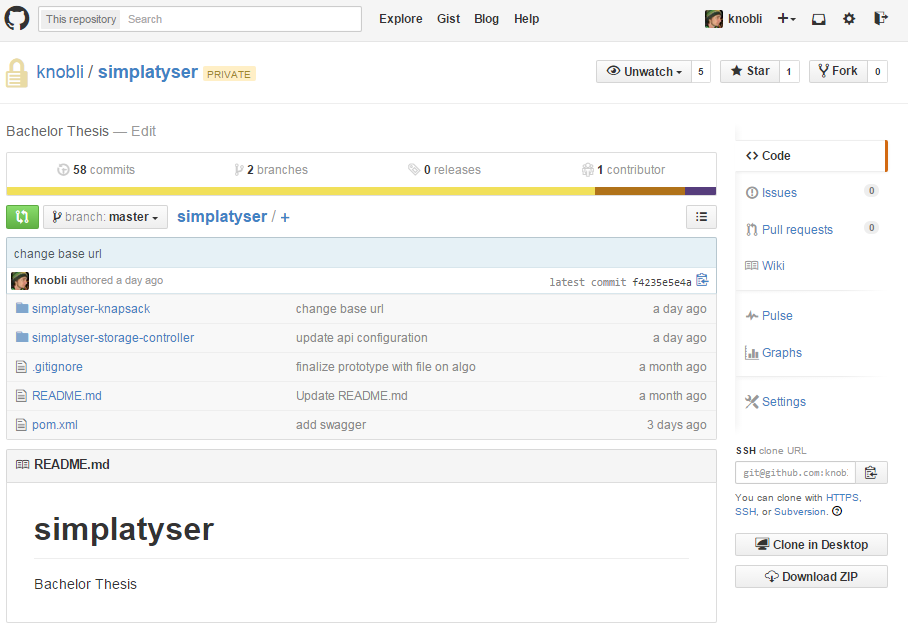 This repository Search Explore Gist Blog Help knobli
knobli / simplatyser PRIVATE Unwatch 5 Star 1 Fork 0
Bachelor Thesis — Edit
58 commits 2 branches 0 releases 1 contributor
branch: master simplatyser / +
change base url
knobli authored a day ago latest commit f4235e5e4a
simplatyser-knapsack change base url a day ago
simplatyser-storage-controller update api configuration a day ago
.gitignore finalize prototype with file on algo a month ago
README.md Update README.md a month ago
pom.xml add swagger 3 days ago
README.md
simplatyser
Bachelor Thesis
Code
Issues 0
Pull requests 0
Wiki
Pulse
Graphs
Settings
SSH clone URL
git@github.com:knob
You can clone with HTTPS,
SSH, or Subversion.
Clone in Desktop
Download ZIP